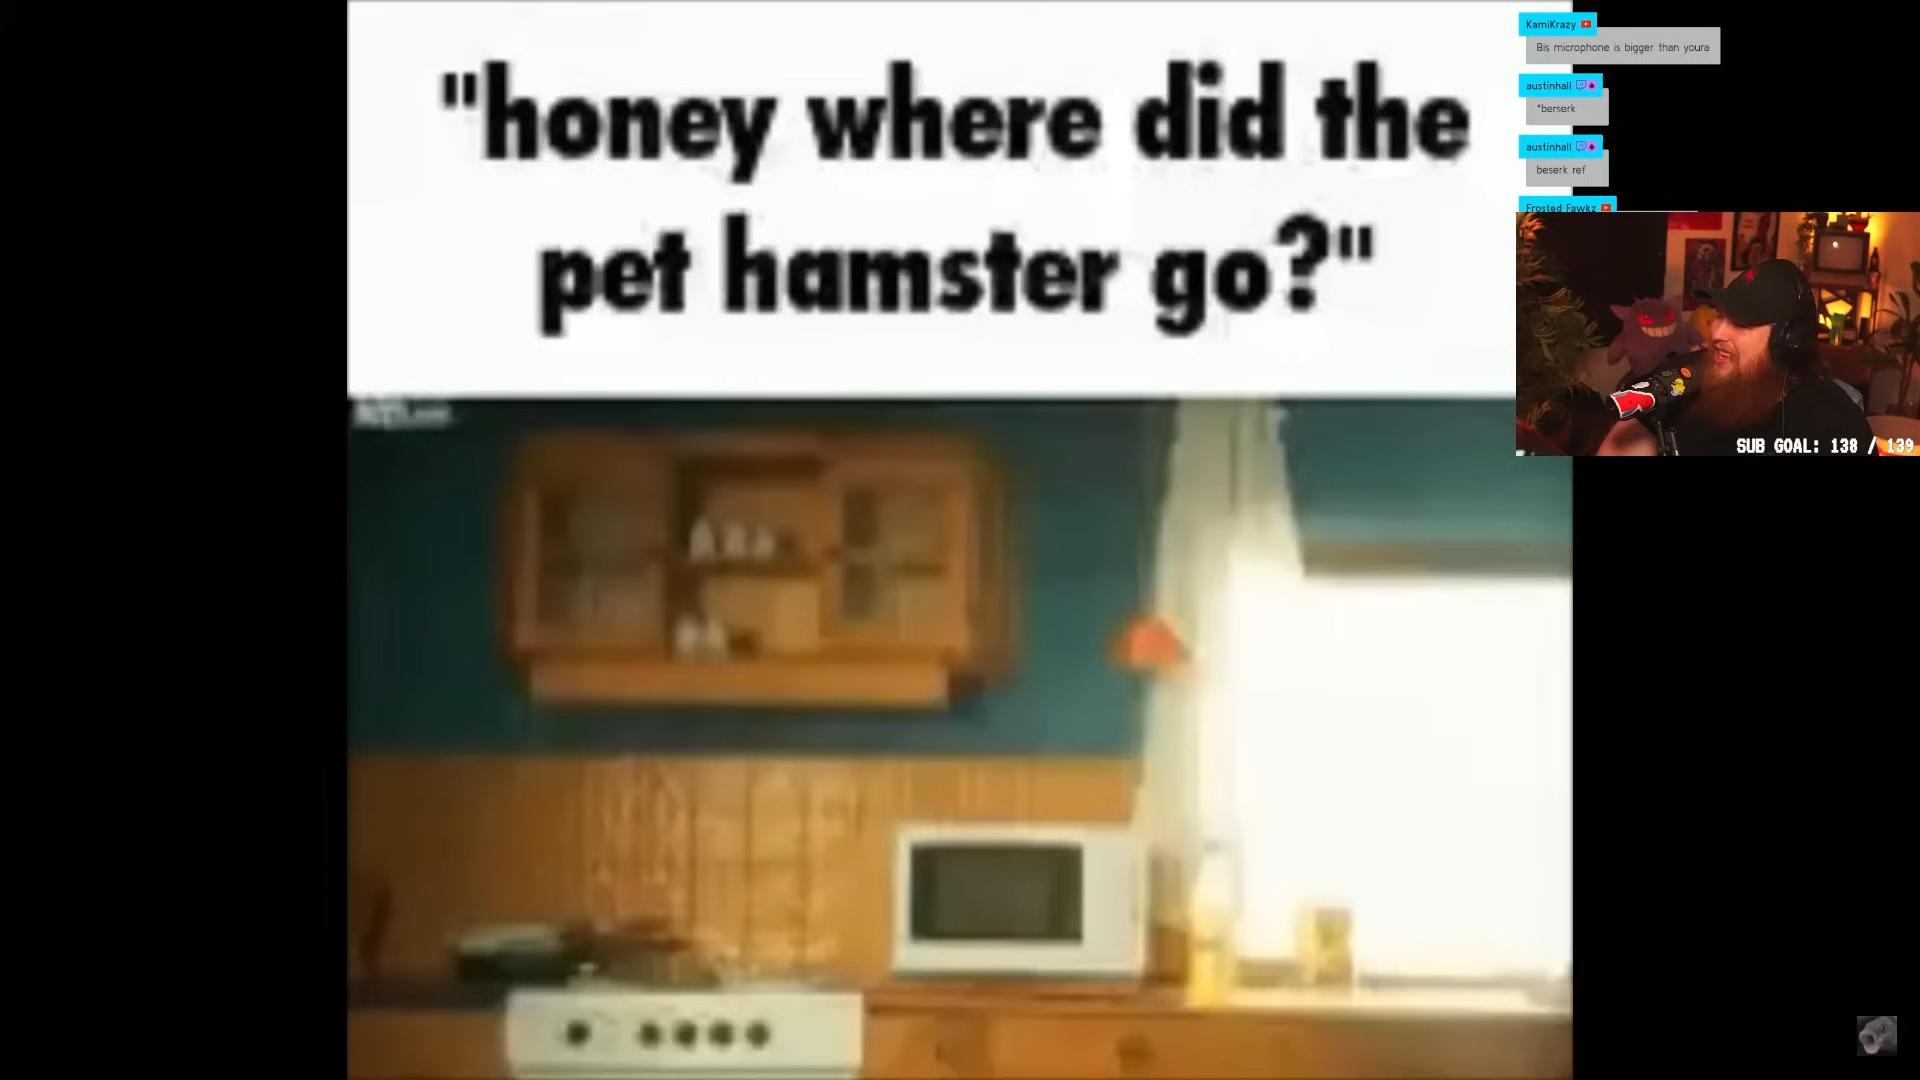 "honey where did the
pet hamster go?"
KamiKrazy
Bis microphone is bigger than youra
austinhall
*berserk
austinhall
beserk ref
Frosted Fawkz
SUB GOAL: 138 / 139